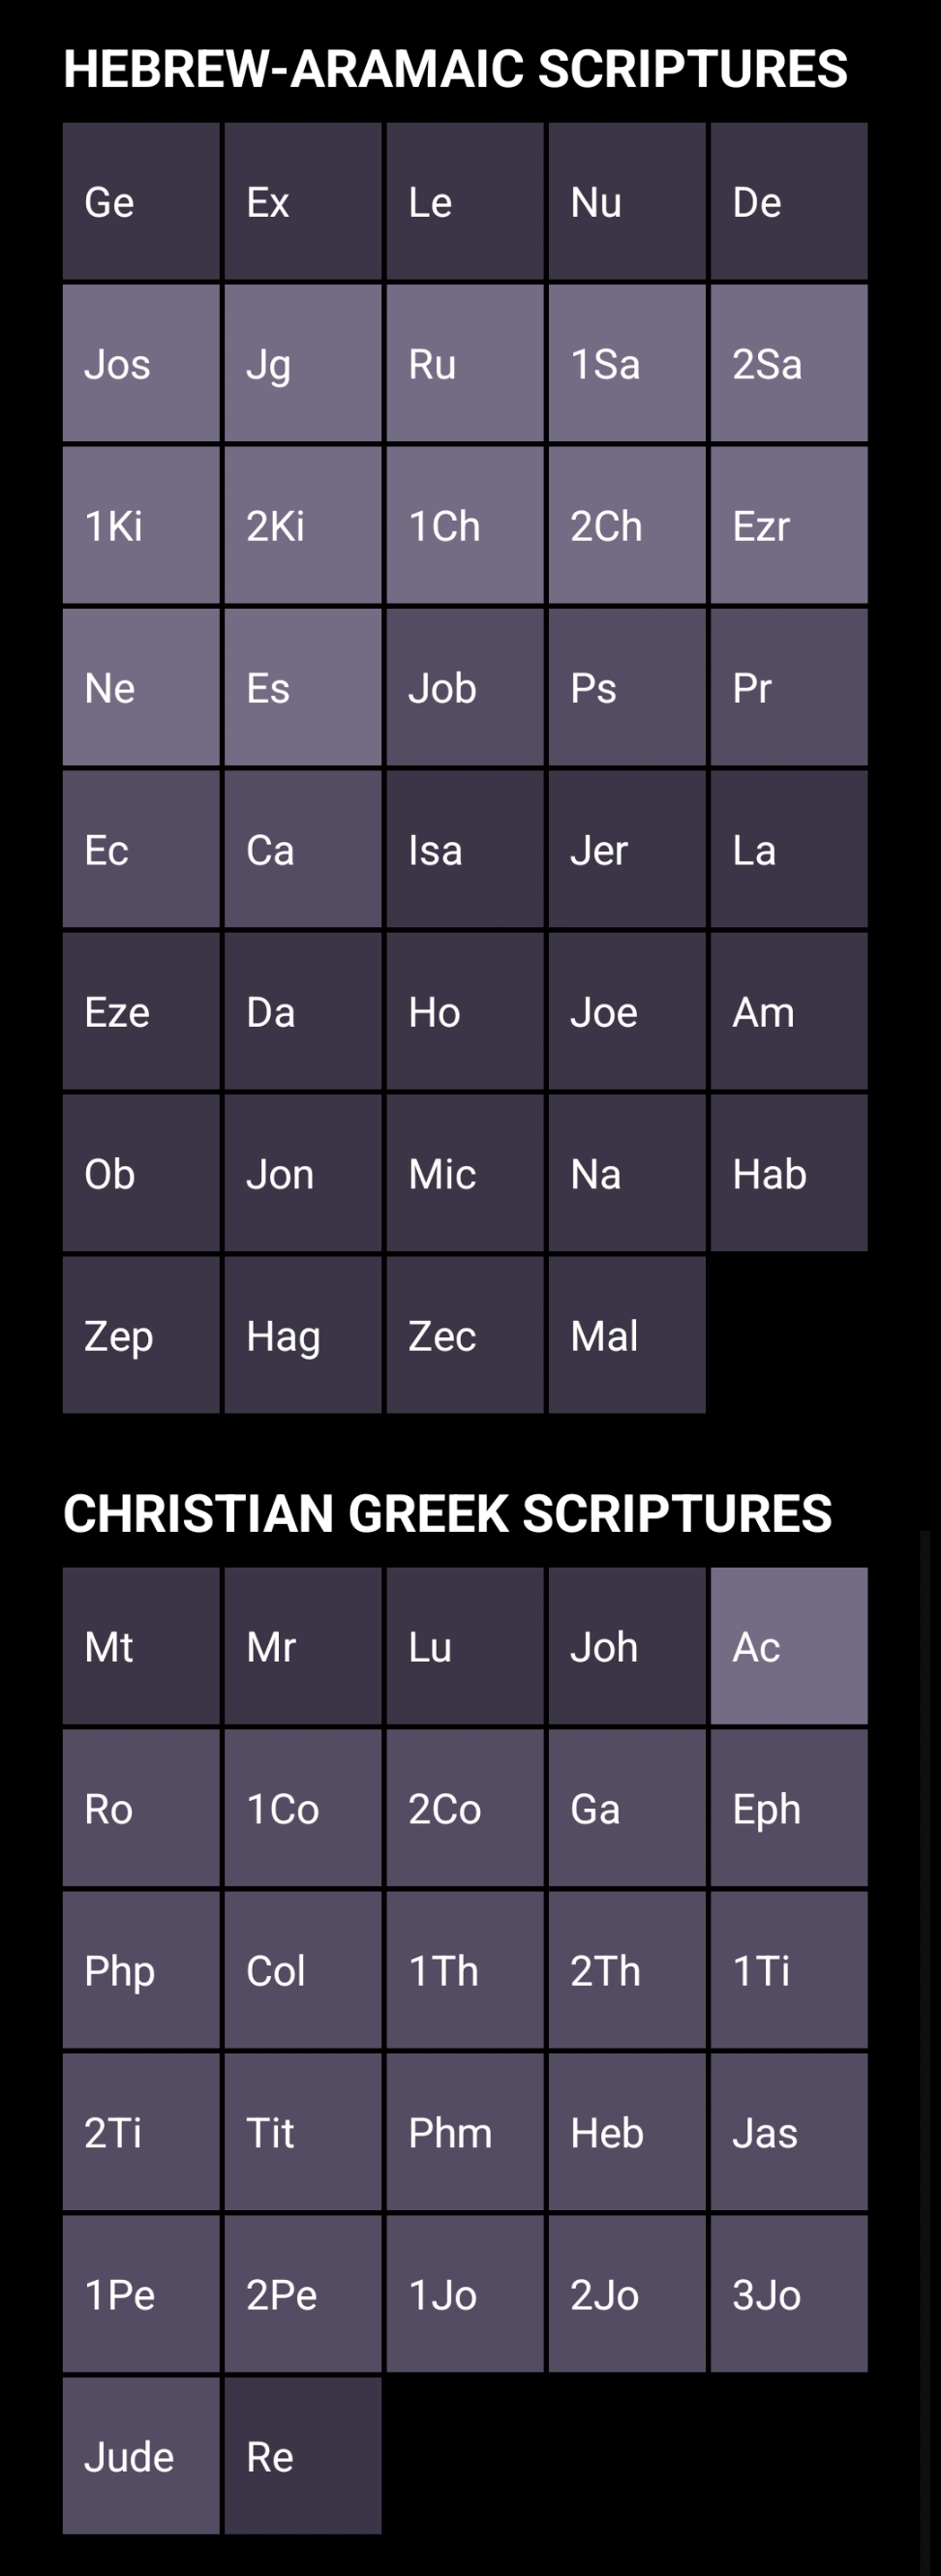 HEBREW-ARAMAIC SCRIPTURES
Ge Ex Le Nu De
Jos Jg Ru 1Sa 2Sa
1Ki 2Ki 1Ch 2Ch Ezr
Ne Es Job Ps Pr
Ec Ca Isa Jer La
Eze Da Ho Joe Am
Ob Jon Mic Na Hab
Zep Hag Zec Mal
CHRISTIAN GREEK SCRIPTURES
Mt Mr Lu Joh Ac
Ro 1Co 2Co Ga Eph
Php Col 1Th 2Th 1Ti
2Ti Tit Phm Heb Jas
1Pe 2Pe 1Jo 2Jo 3Jo
Jude Re